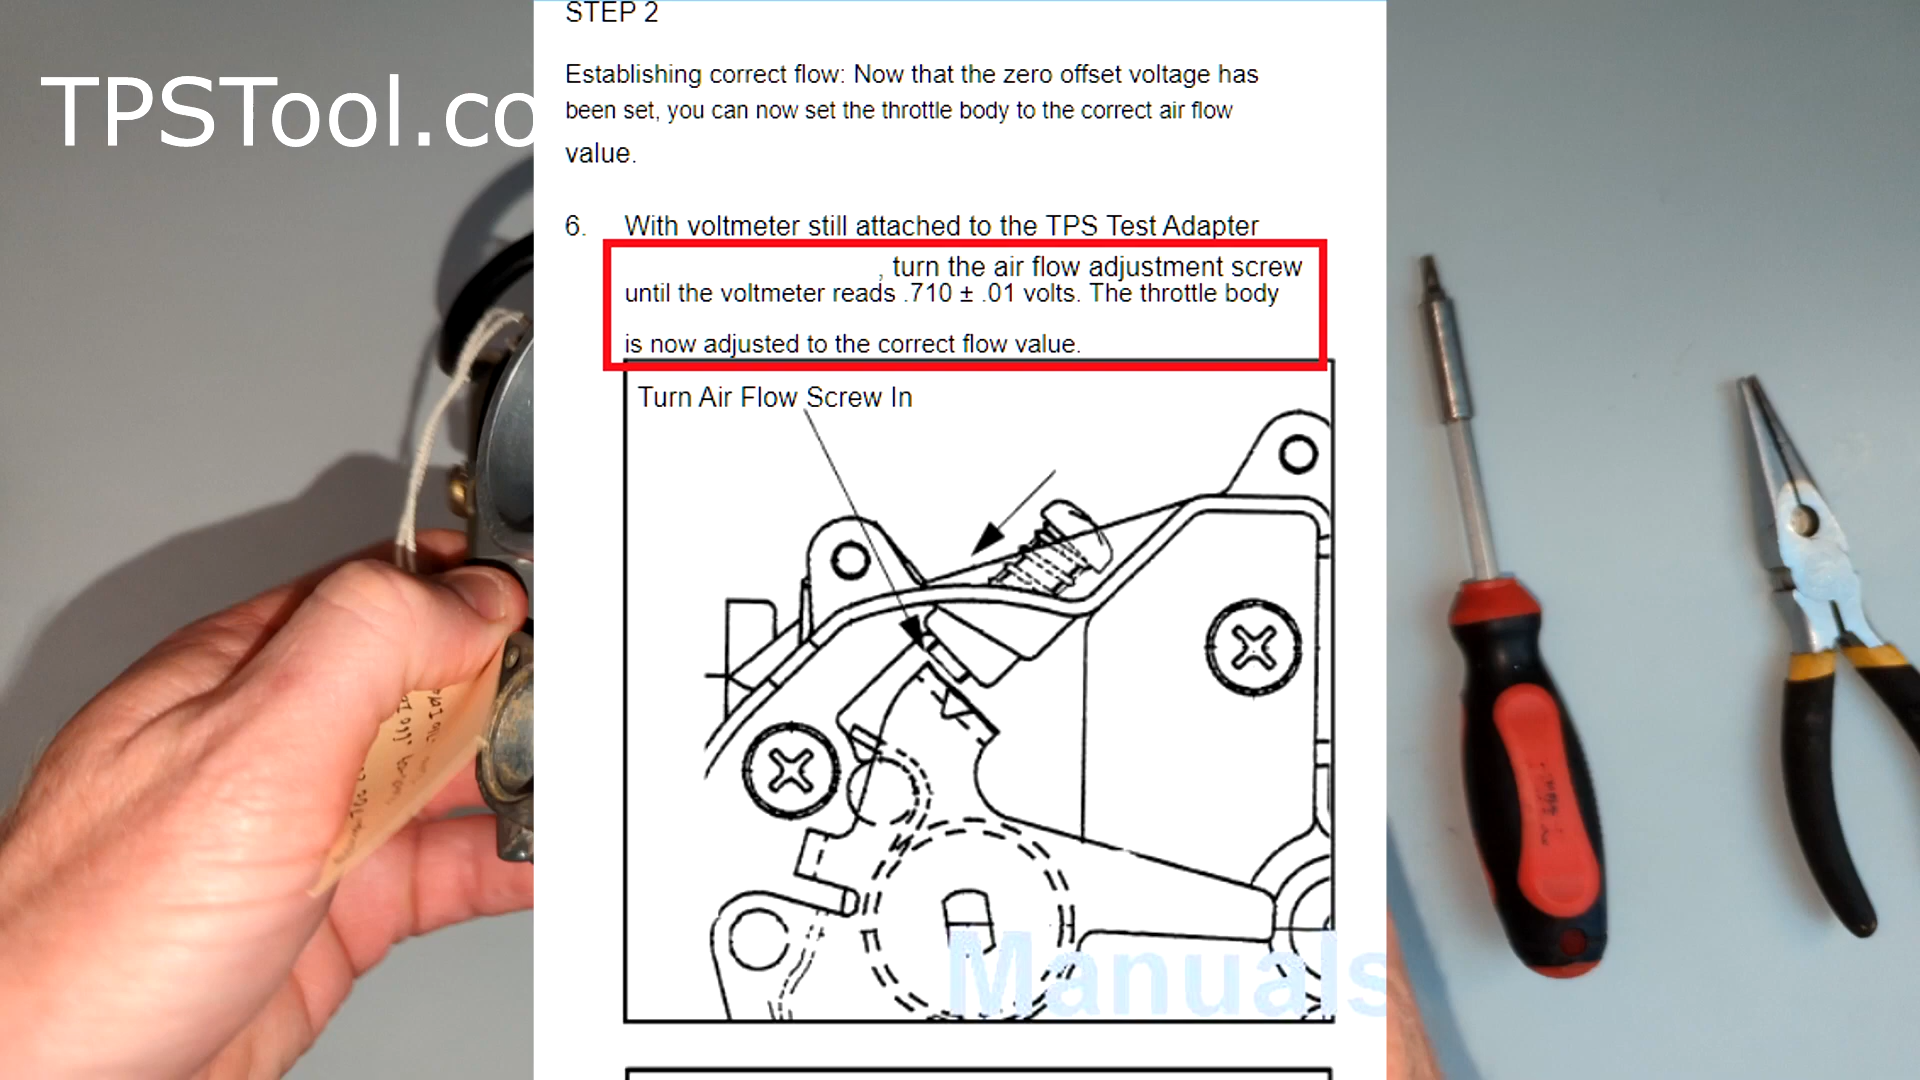 STEP 2
TPSTool.co
Establishing correct flow: Now that the zero offset voltage has
been set, you can now set the throttle body to the correct air flow
value.
6. With voltmeter still attached to the TPS Test Adapter
, turn the air flow adjustment screw
until the voltmeter reads .710 ± .01 volts. The throttle body
is now adjusted to the correct flow value.
Turn Air Flow Screw In
Manuals